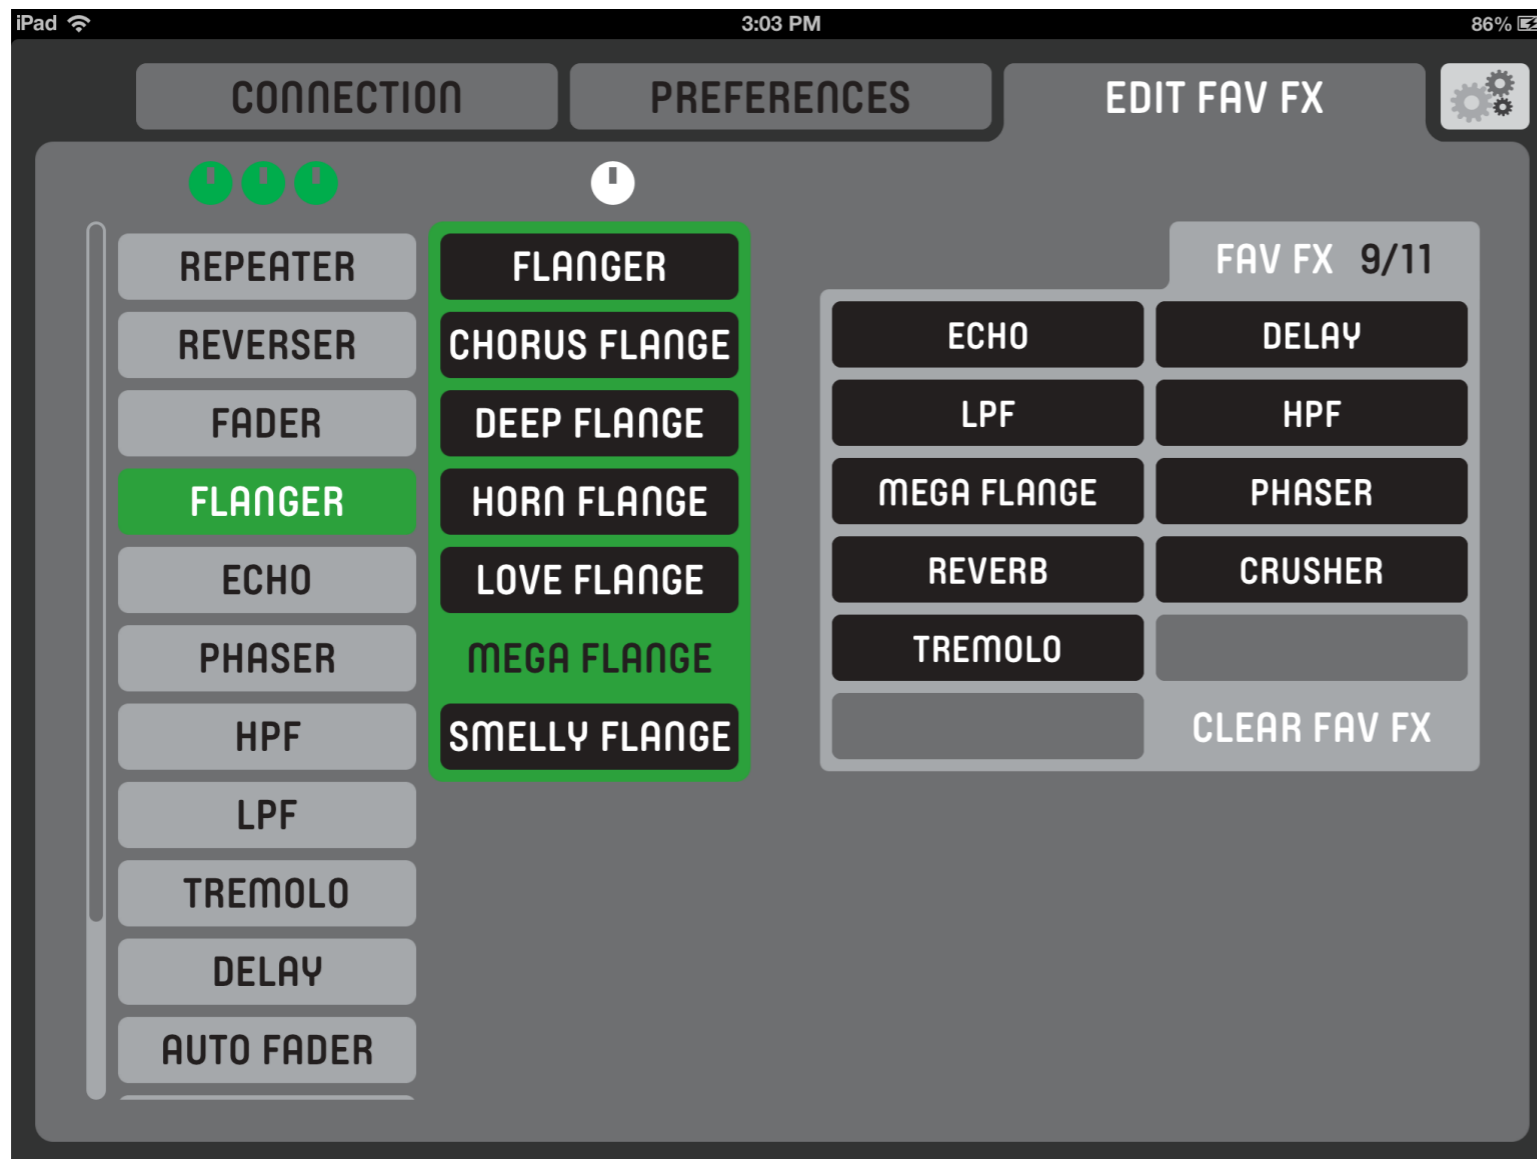 iPad
3:03 PM
86%
CONNECTION
PREFERENCES
EDIT FAV FX
REPEATER
REVERSER
FADER
FLANGER
ECHO
PHASER
HPF
LPF
TREMOLO
DELAY
AUTO FADER
FLANGER
CHORUS FLANGE
DEEP FLANGE
HORN FLANGE
LOVE FLANGE
MEGA FLANGE
SMELLY FLANGE
FAV FX 9/11
ECHO
DELAY
LPF
HPF
MEGA FLANGE
PHASER
REVERB
CRUSHER
TREMOLO
CLEAR FAV FX